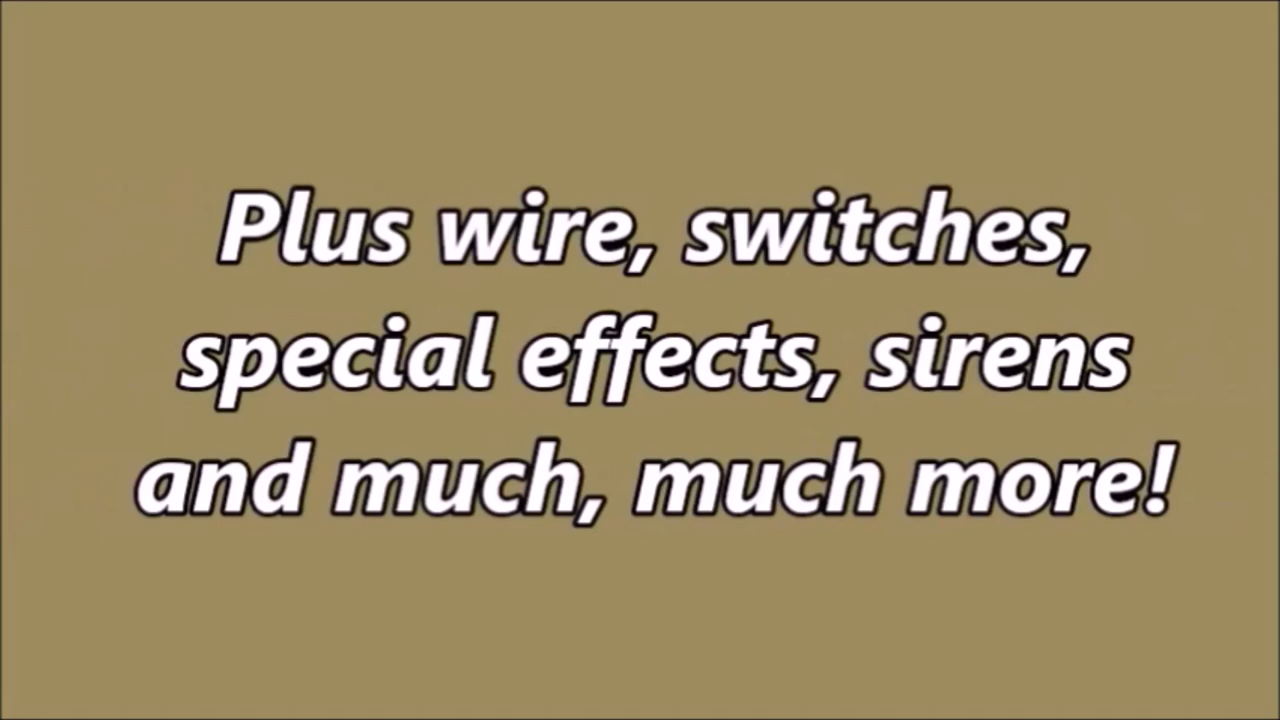 Plus wire, switches,
special effects, sirens
and much, much more!